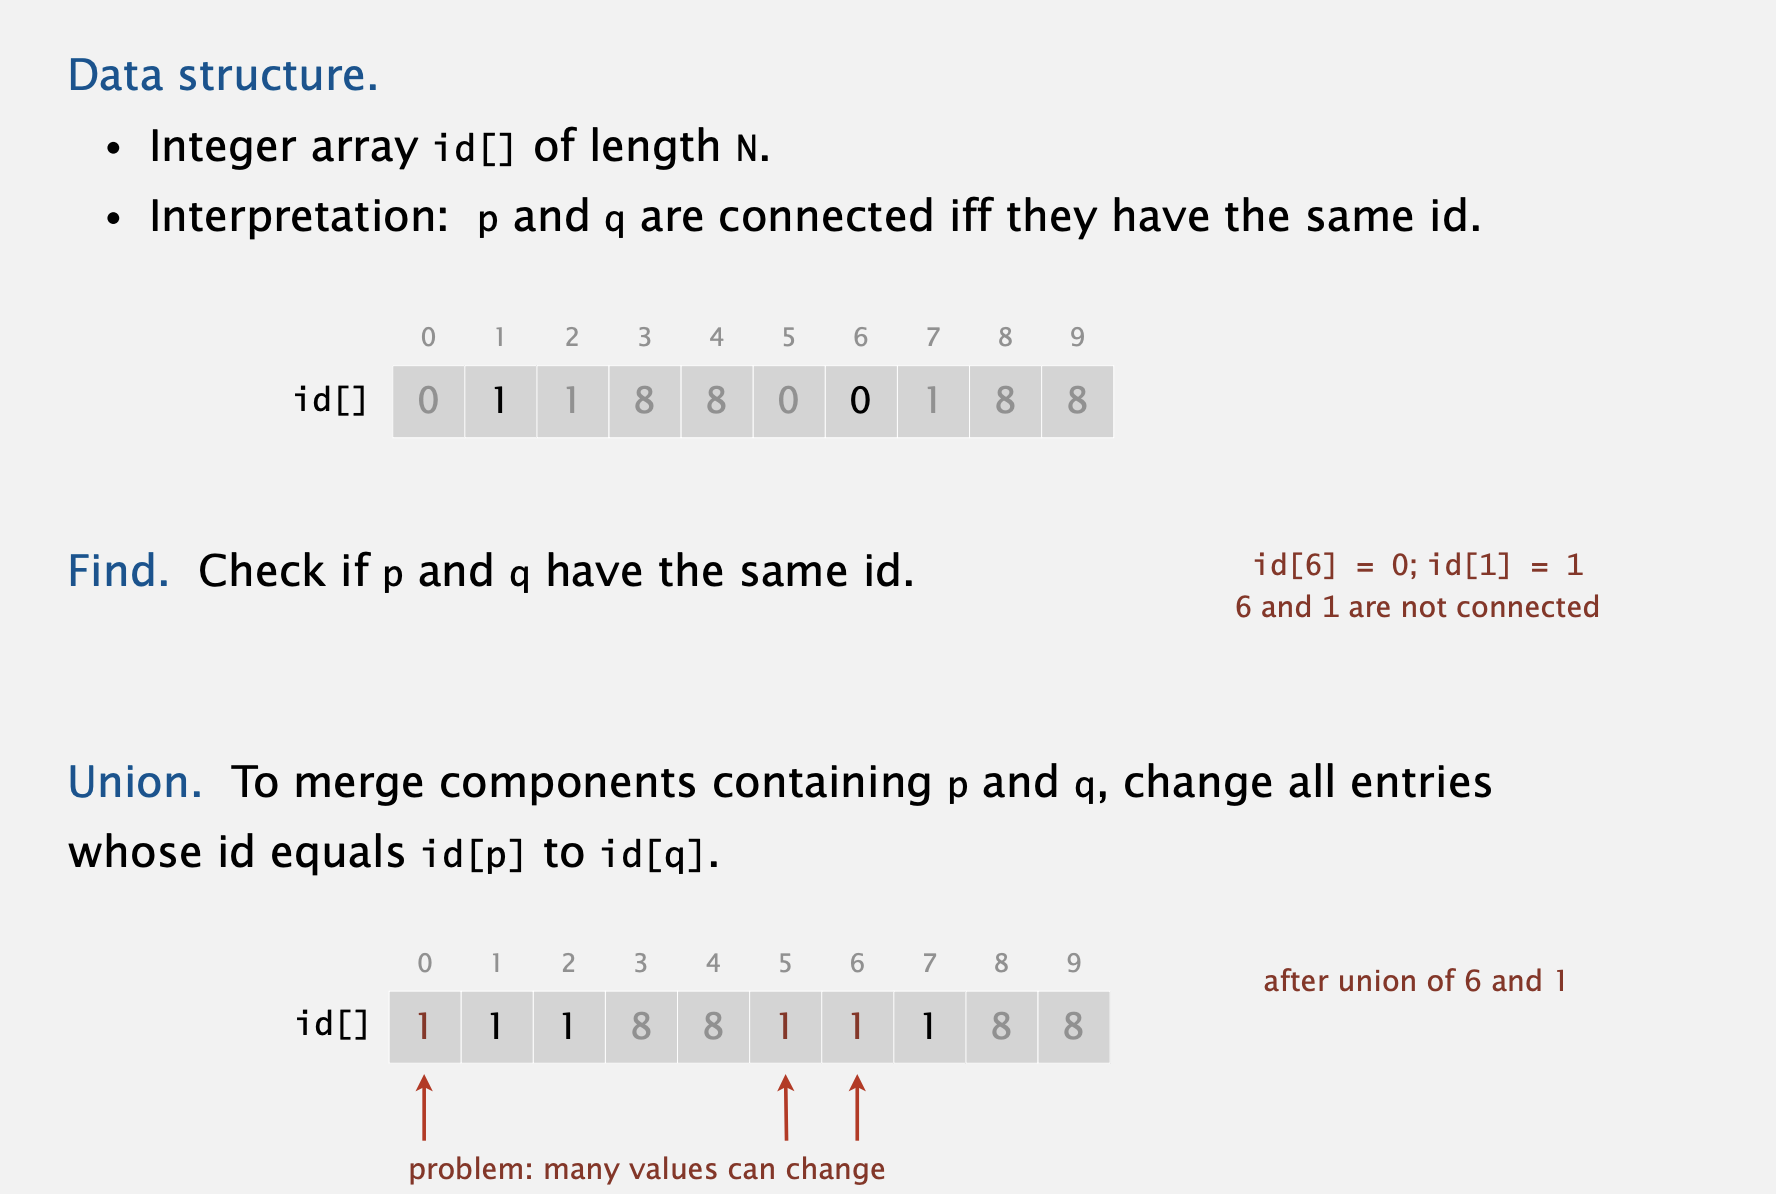 Data structure.
• Integer array id[] of length N.
• Interpretation: p and q are connected iff they have the same id.
0 1 2 3 4 5 6 7 8 9
id[] 0 1 1 8 8 0 0 1 8 8
Find. Check if p and q have the same id.
id[6] = 0; id[1] = 1
6 and 1 are not connected
Union. To merge components containing p and q, change all entries
whose id equals id[p] to id[q].
0 1 2 3 4 5 6 7 8 9
after union of 6 and 1
id[] 1 1 1 8 8 1 1 1 8 8
problem: many values can change